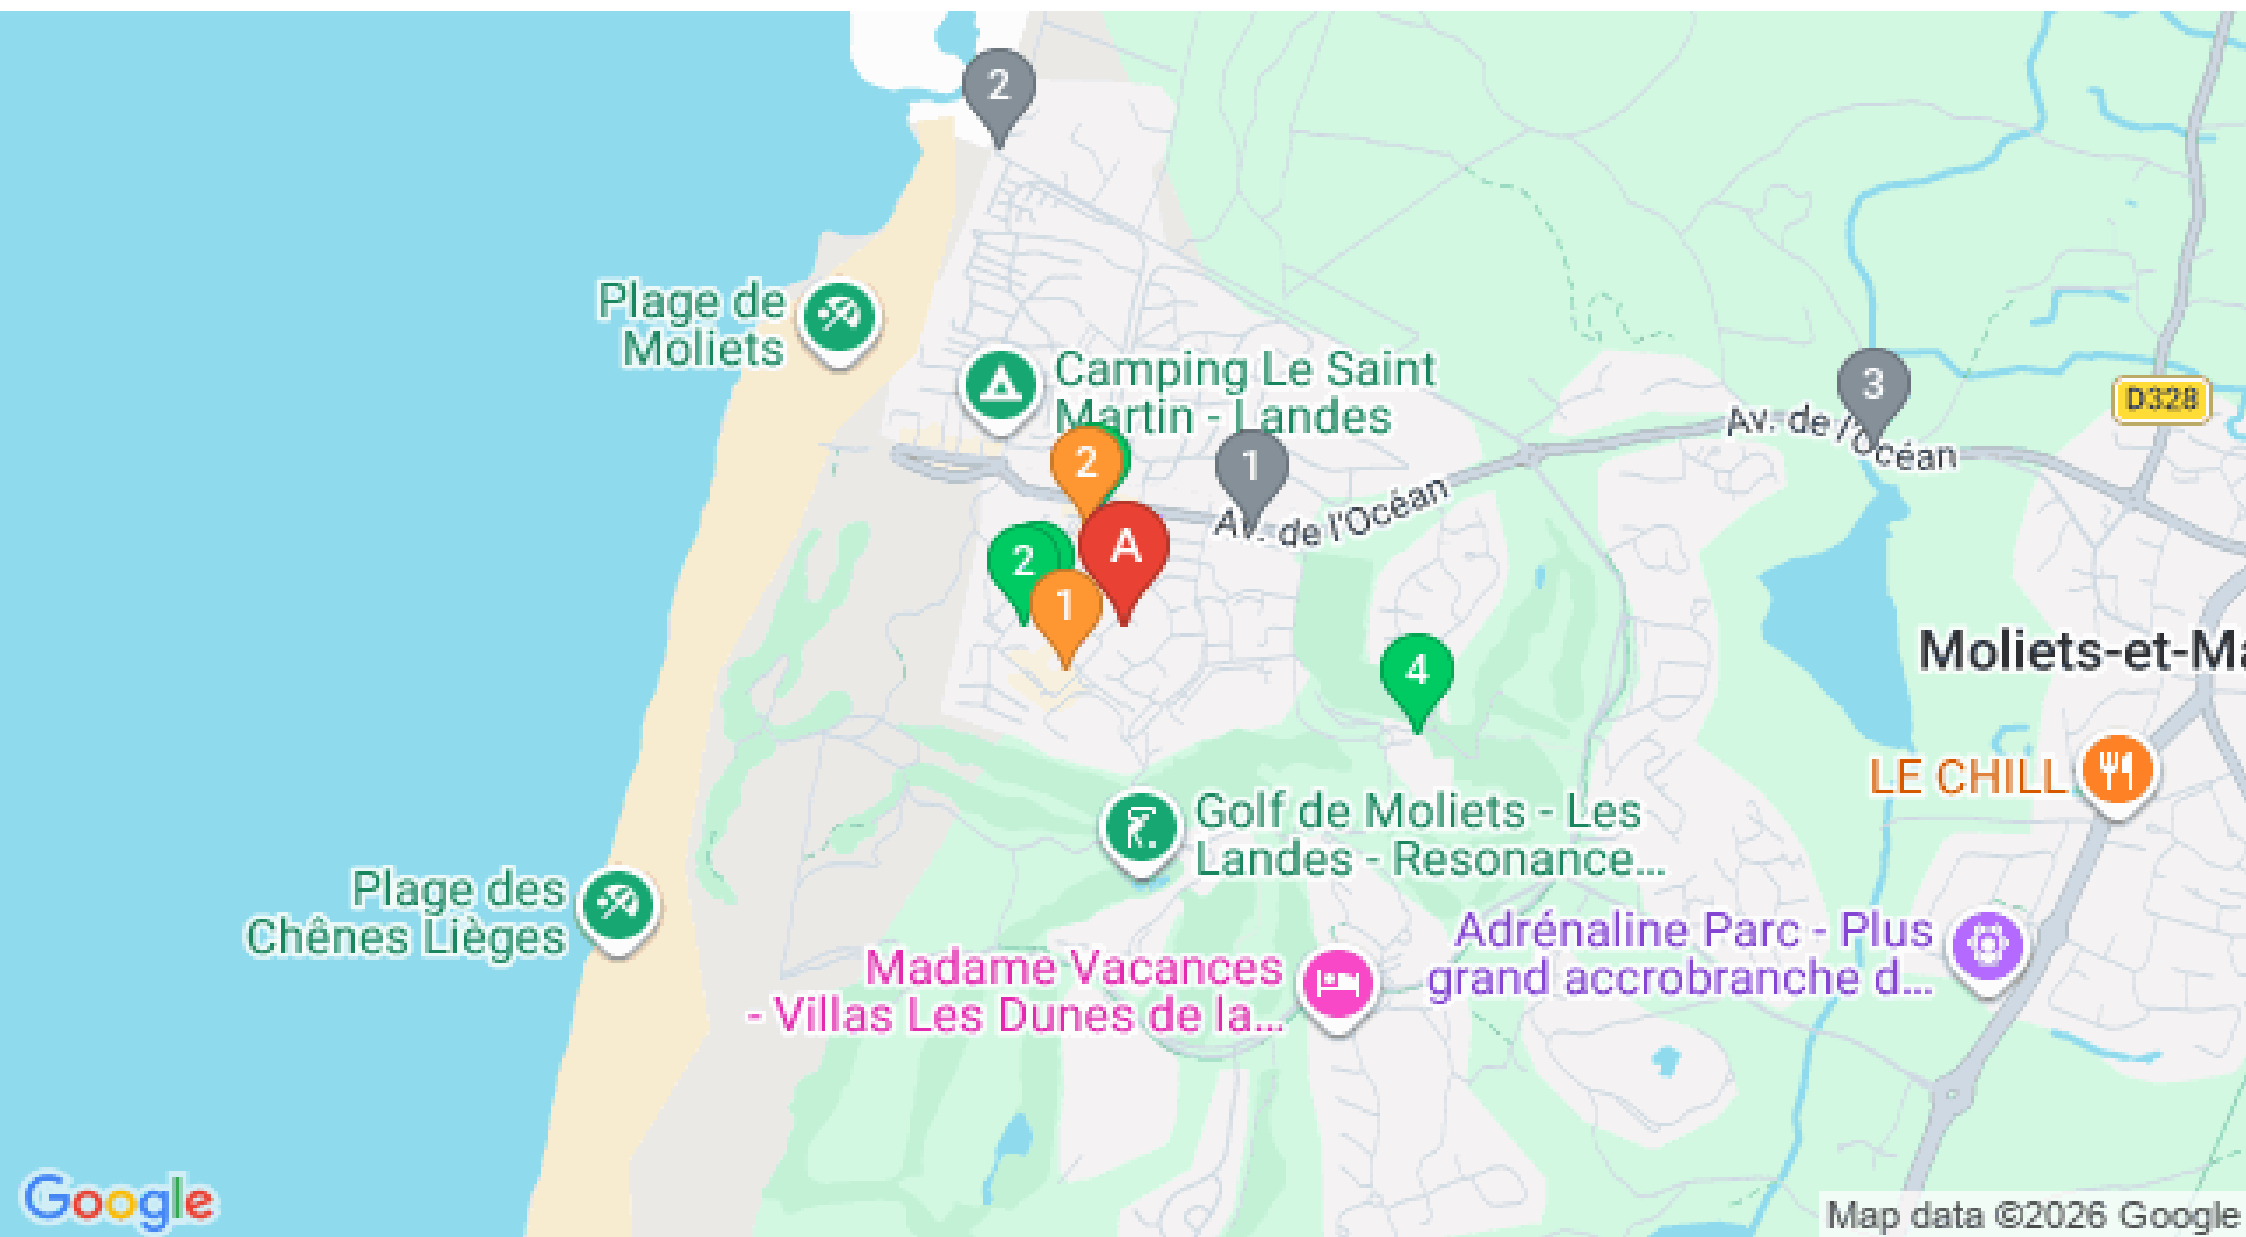 2
Plage de
Moliets
Camping Le Saint
Martin - Landes
3
D328
Av. de l'Océan
2
1
Av. de l'Océan
A
2
1
4
Moliets-et-Ma
LE CHILL
Golf de Moliets - Les
Landes - Resonance...
Plage des
Chênes Lièges
Adrénaline Parc - Plus
grand accrobranche d...
Madame Vacances
- Villas Les Dunes de la...
Google
Map data ©2026 Google